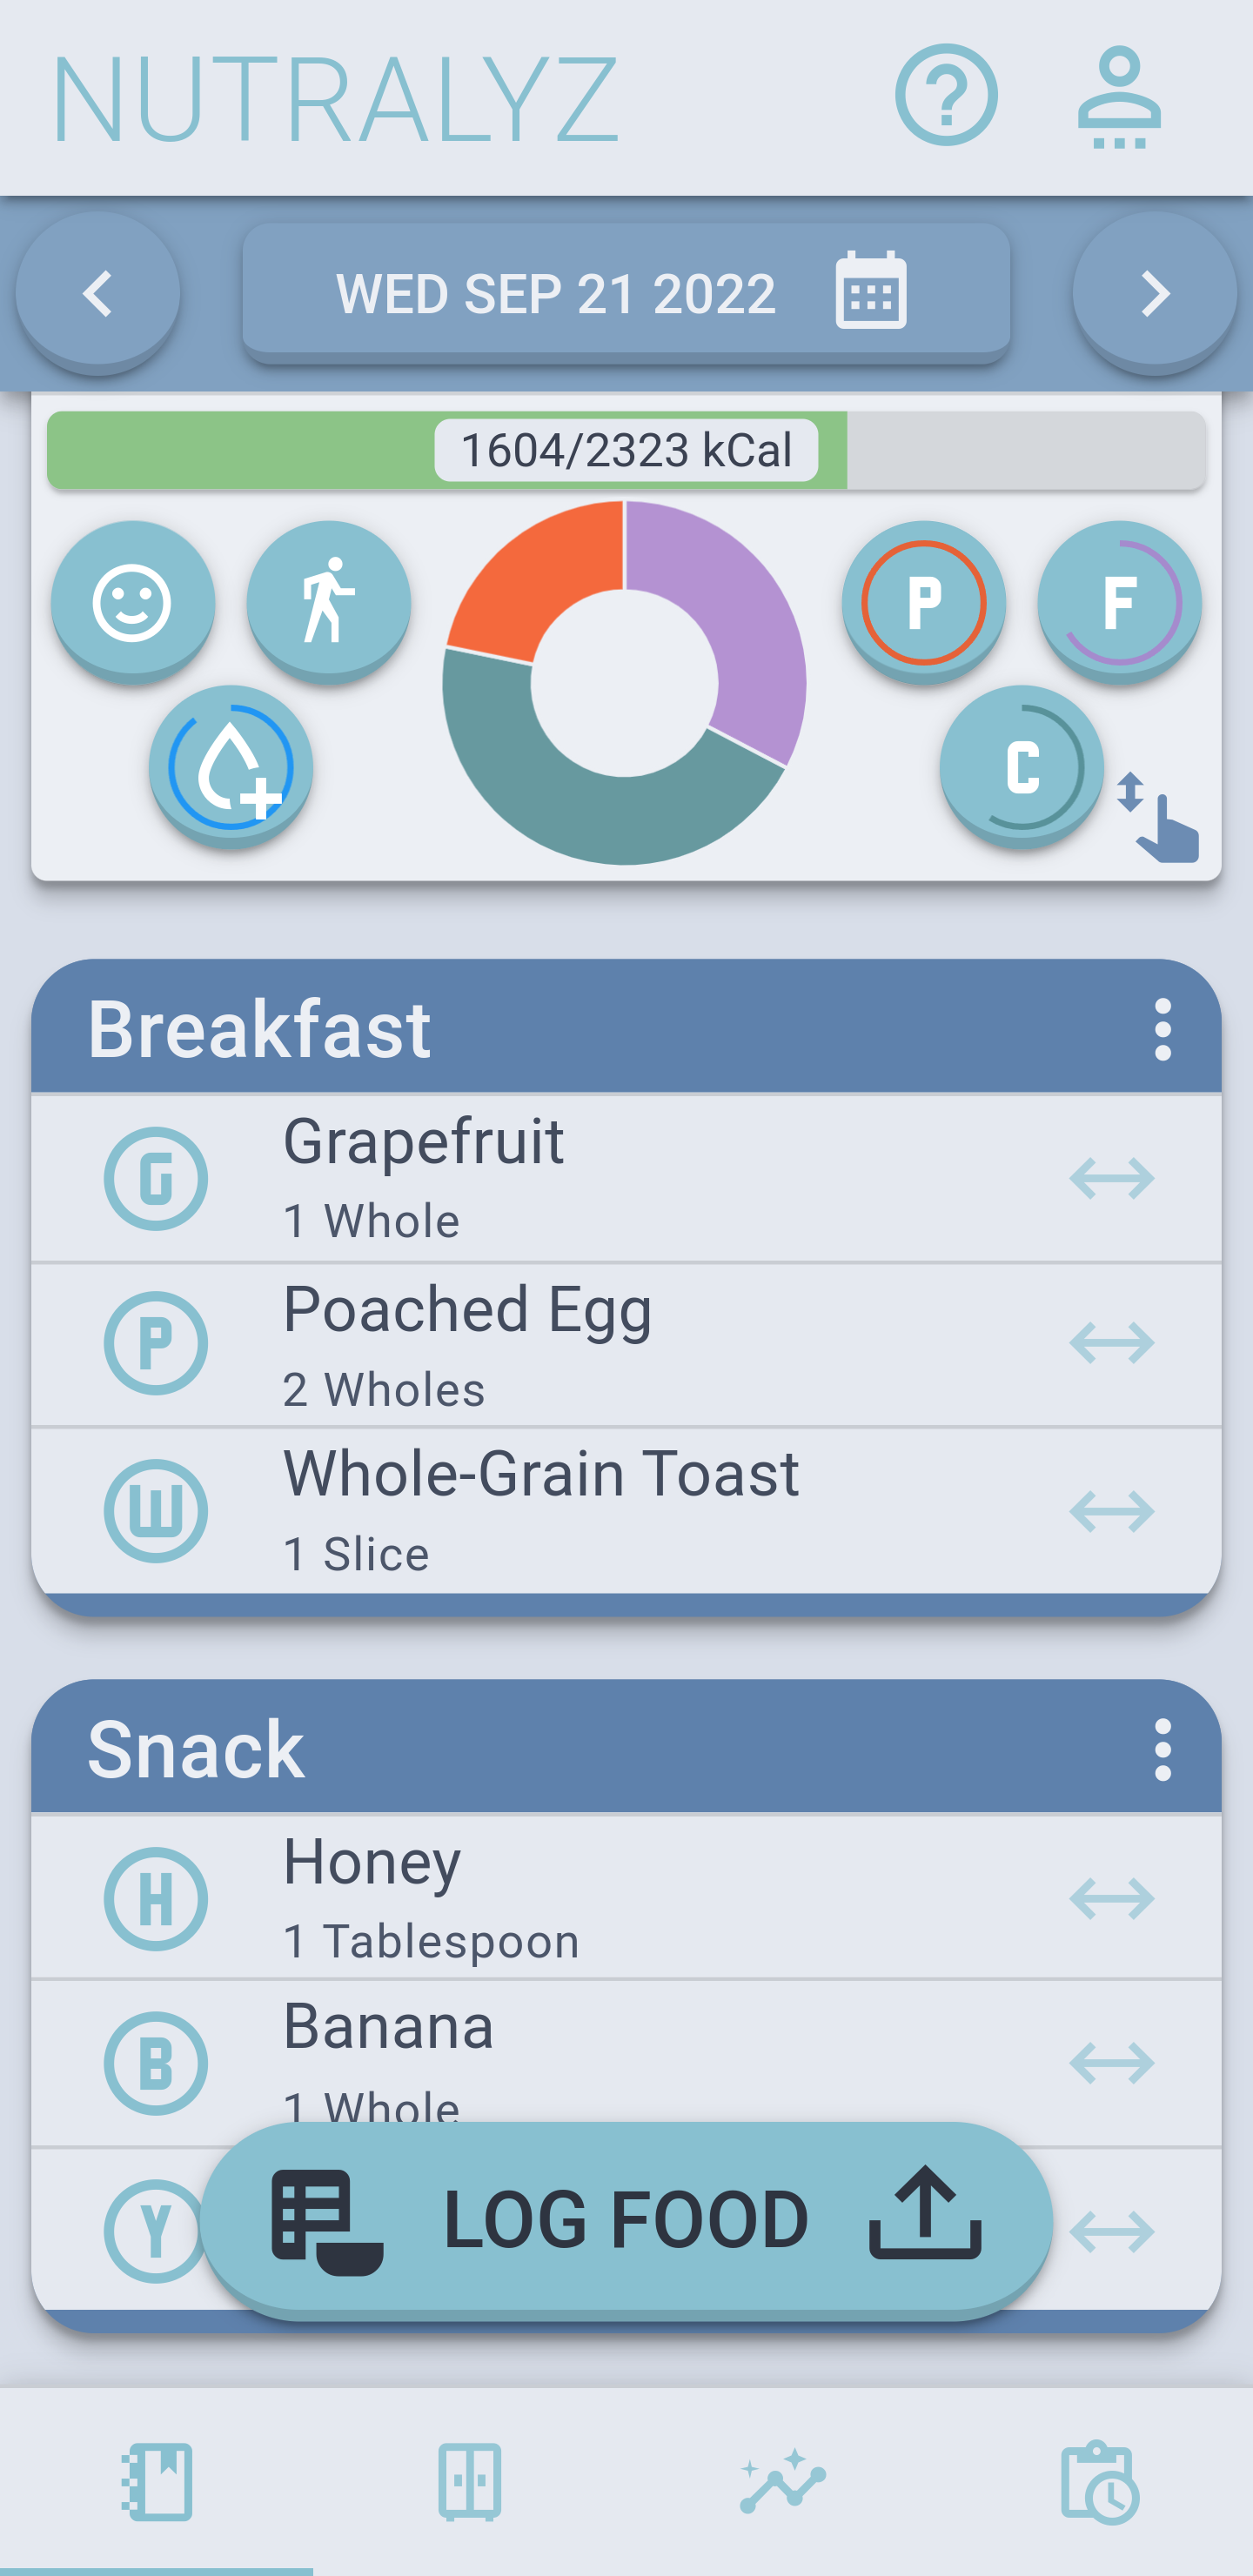 NUTRALYZ
WED SEP 21 2022
1604/2323 kCal
P
F
C
Breakfast
G
Grapefruit
1 Whole
P
Poached Egg
2 Wholes
W
Whole-Grain Toast
1 Slice
Snack
H
Honey
1 Tablespoon
B
Banana
1 Whole
Y
LOG FOOD